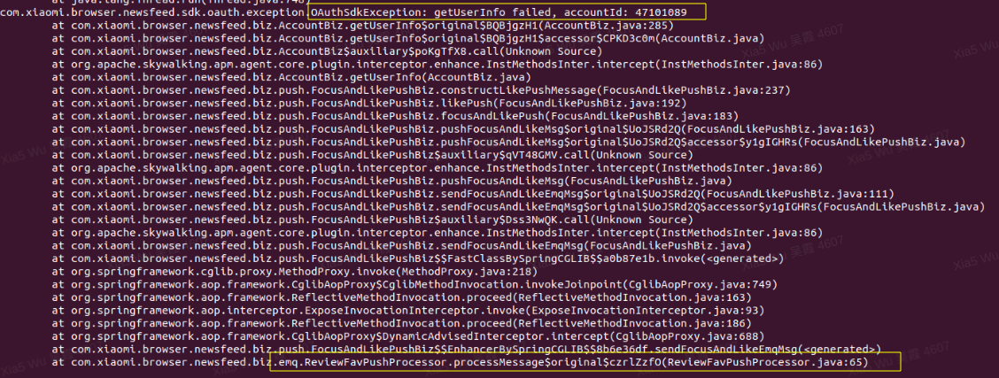 at java.lang.Thread.run(Thread.java:748)
com.xiaomi.browser.newsfeed.sdk.oauth.exception.OAuthSdkException: getUserInfo failed, accountId: 47101089
at com.xiaomi.browser.newsfeed.biz.AccountBiz.getUserInfo$original$BQBjgzH1(AccountBiz.java:285)
at com.xiaomi.browser.newsfeed.biz.AccountBiz.getUserInfo$original$BQBjgzH1$accessor$CPKD3c0m(AccountBiz.java)
at com.xiaomi.browser.newsfeed.biz.AccountBiz$auxiliary$poKgTfX8.call(Unknown Source)
at org.apache.skywalking.apm.agent.core.plugin.interceptor.enhance.InstMethodsInter.intercept(InstMethodsInter.java:86)
at com.xiaomi.browser.newsfeed.biz.AccountBiz.getUserInfo(AccountBiz.java)
at com.xiaomi.browser.newsfeed.biz.push.FocusAndLikePushBiz.constructLikePushMessage(FocusAndLikePushBiz.java:237)
at com.xiaomi.browser.newsfeed.biz.push.FocusAndLikePushBiz.likePush(FocusAndLikePushBiz.java:192)
at com.xiaomi.browser.newsfeed.biz.push.FocusAndLikePushBiz.focusLikePush(FocusAndLikePushBiz.java:183)
at com.xiaomi.browser.newsfeed.biz.push.FocusAndLikePushBiz.pushFocusAndLikeMsg$original$UoJSRd2Q(FocusAndLikePushBiz.java:163)
at com.xiaomi.browser.newsfeed.biz.push.FocusAndLikePushBiz.pushFocusAndLikeMsg$original$UoJSRd2Q$accessor$y1gIGHRs(FocusAndLikePushBiz.java)
at com.xiaomi.browser.newsfeed.biz.push.FocusAndLikePushBiz$auxiliary$qVT48GMV.call(Unknown Source)
at org.apache.skywalking.apm.agent.core.plugin.interceptor.enhance.InstMethodsInter.intercept(InstMethodsInter.java:86)
at com.xiaomi.browser.newsfeed.biz.push.FocusAndLikePushBiz.pushFocusAndLikeMsg(FocusAndLikePushBiz.java)
at com.xiaomi.browser.newsfeed.biz.push.FocusAndLikePushBiz.sendFocusAndLikeEmqMsg$original$UoJSRd2Q(FocusAndLikePushBiz.java:111)
at com.xiaomi.browser.newsfeed.biz.push.FocusAndLikePushBiz.sendFocusAndLikeEmqMsg$original$UoJSRd2Q$accessor$y1gIGHRs(FocusAndLikePushBiz.java)
at com.xiaomi.browser.newsfeed.biz.push.FocusAndLikePushBiz$auxiliary$Dss3NwQK.call(Unknown Source)
at org.apache.skywalking.apm.agent.core.plugin.interceptor.enhance.InstMethodsInter.intercept(InstMethodsInter.java:86)
at com.xiaomi.browser.newsfeed.biz.push.FocusAndLikePushBiz.sendFocusAndLikeEmqMsg(FocusAndLikePushBiz.java)
at com.xiaomi.browser.newsfeed.biz.push.FocusAndLikePushBiz$$FastClassBySpringCGLIB$$a0b87e1b.invoke(<generated>)
at org.springframework.cglib.proxy.MethodProxy.invoke(MethodProxy.java:218)
at org.springframework.aop.framework.CglibAopProxy$CglibMethodInvocation.invokeJoinpoint(CglibAopProxy.java:749)
at org.springframework.aop.framework.ReflectiveMethodInvocation.proceed(ReflectiveMethodInvocation.java:163)
at org.springframework.aop.interceptor.ExposeInvocationInterceptor.invoke(ExposeInvocationInterceptor.java:93)
at org.springframework.aop.framework.ReflectiveMethodInvocation.proceed(ReflectiveMethodInvocation.java:186)
at org.springframework.aop.framework.CglibAopProxy$DynamicAdvisedInterceptor.intercept(CglibAopProxy.java:688)
at com.xiaomi.browser.newsfeed.biz.push.FocusAndLikePushBiz$$EnhancerBySpringCGLIB$$8b6e36df.sendFocusAndLikeEmqMsg(<generated>)
at com.xiaomi.browser.newsfeed.biz.emq.ReviewFavPushProcessor.processMessage$original$czrlZzfO(ReviewFavPushProcessor.java:65)
Xia5 Wu 吴霞 4607